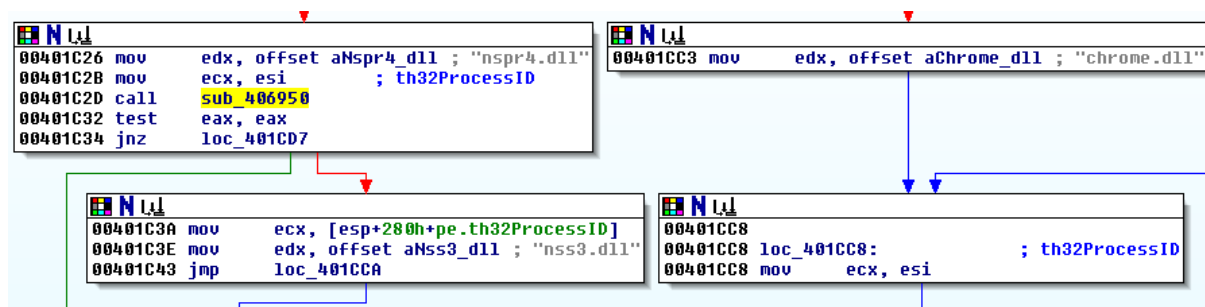 00401C26 mov edx, offset aNspr4_dll ; "nspr4.dll"
00401C2B mov ecx, esi ; th32ProcessID
00401C2D call sub_406950
00401C32 test eax, eax
00401C34 jnz loc_401CD7
00401CC3 mov edx, offset aChrome_dll ; "chrome.dll"
00401C3A mov ecx, [esp+280h+pe.th32ProcessID]
00401C3E mov edx, offset aNss3_dll ; "nss3.dll"
00401C43 jmp loc_401CCA
00401CC8
00401CC8 loc_401CC8: ; th32ProcessID
00401CC8 mov ecx, esi